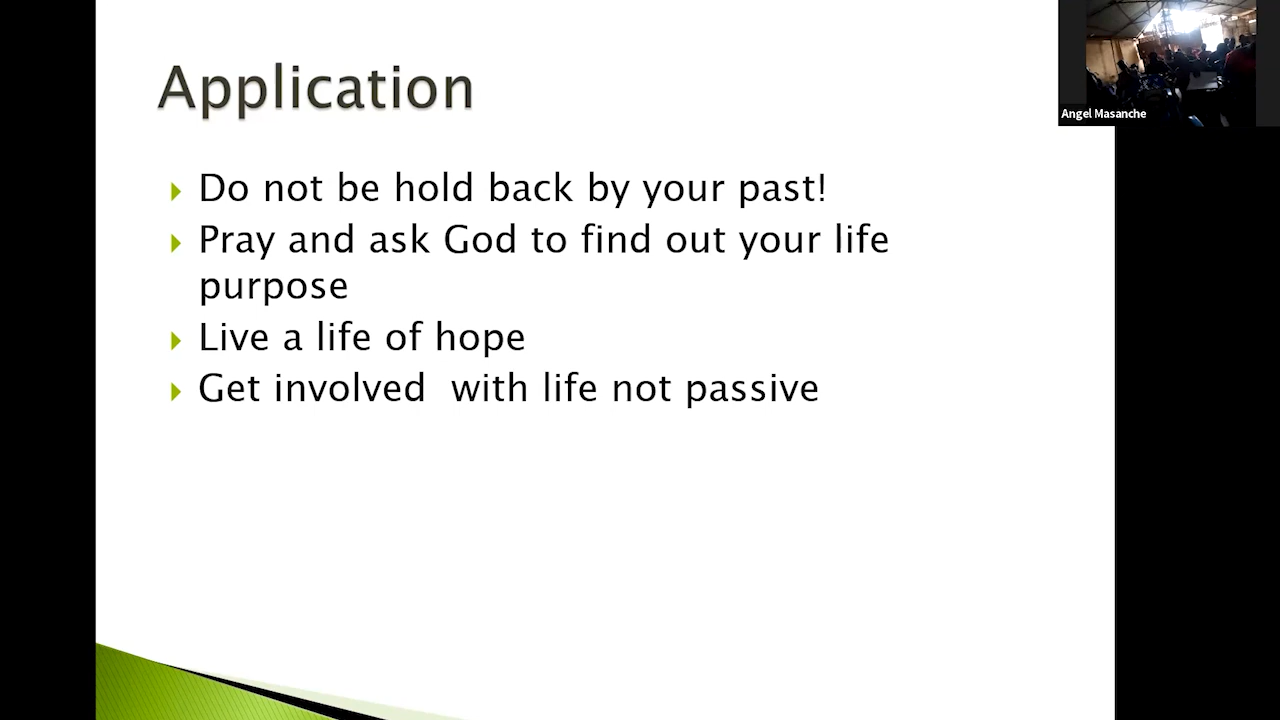 Application
Do not be hold back by your past!
Pray and ask God to find out your life
purpose
Live a life of hope
Get involved  with life not passive
Angel Masanche